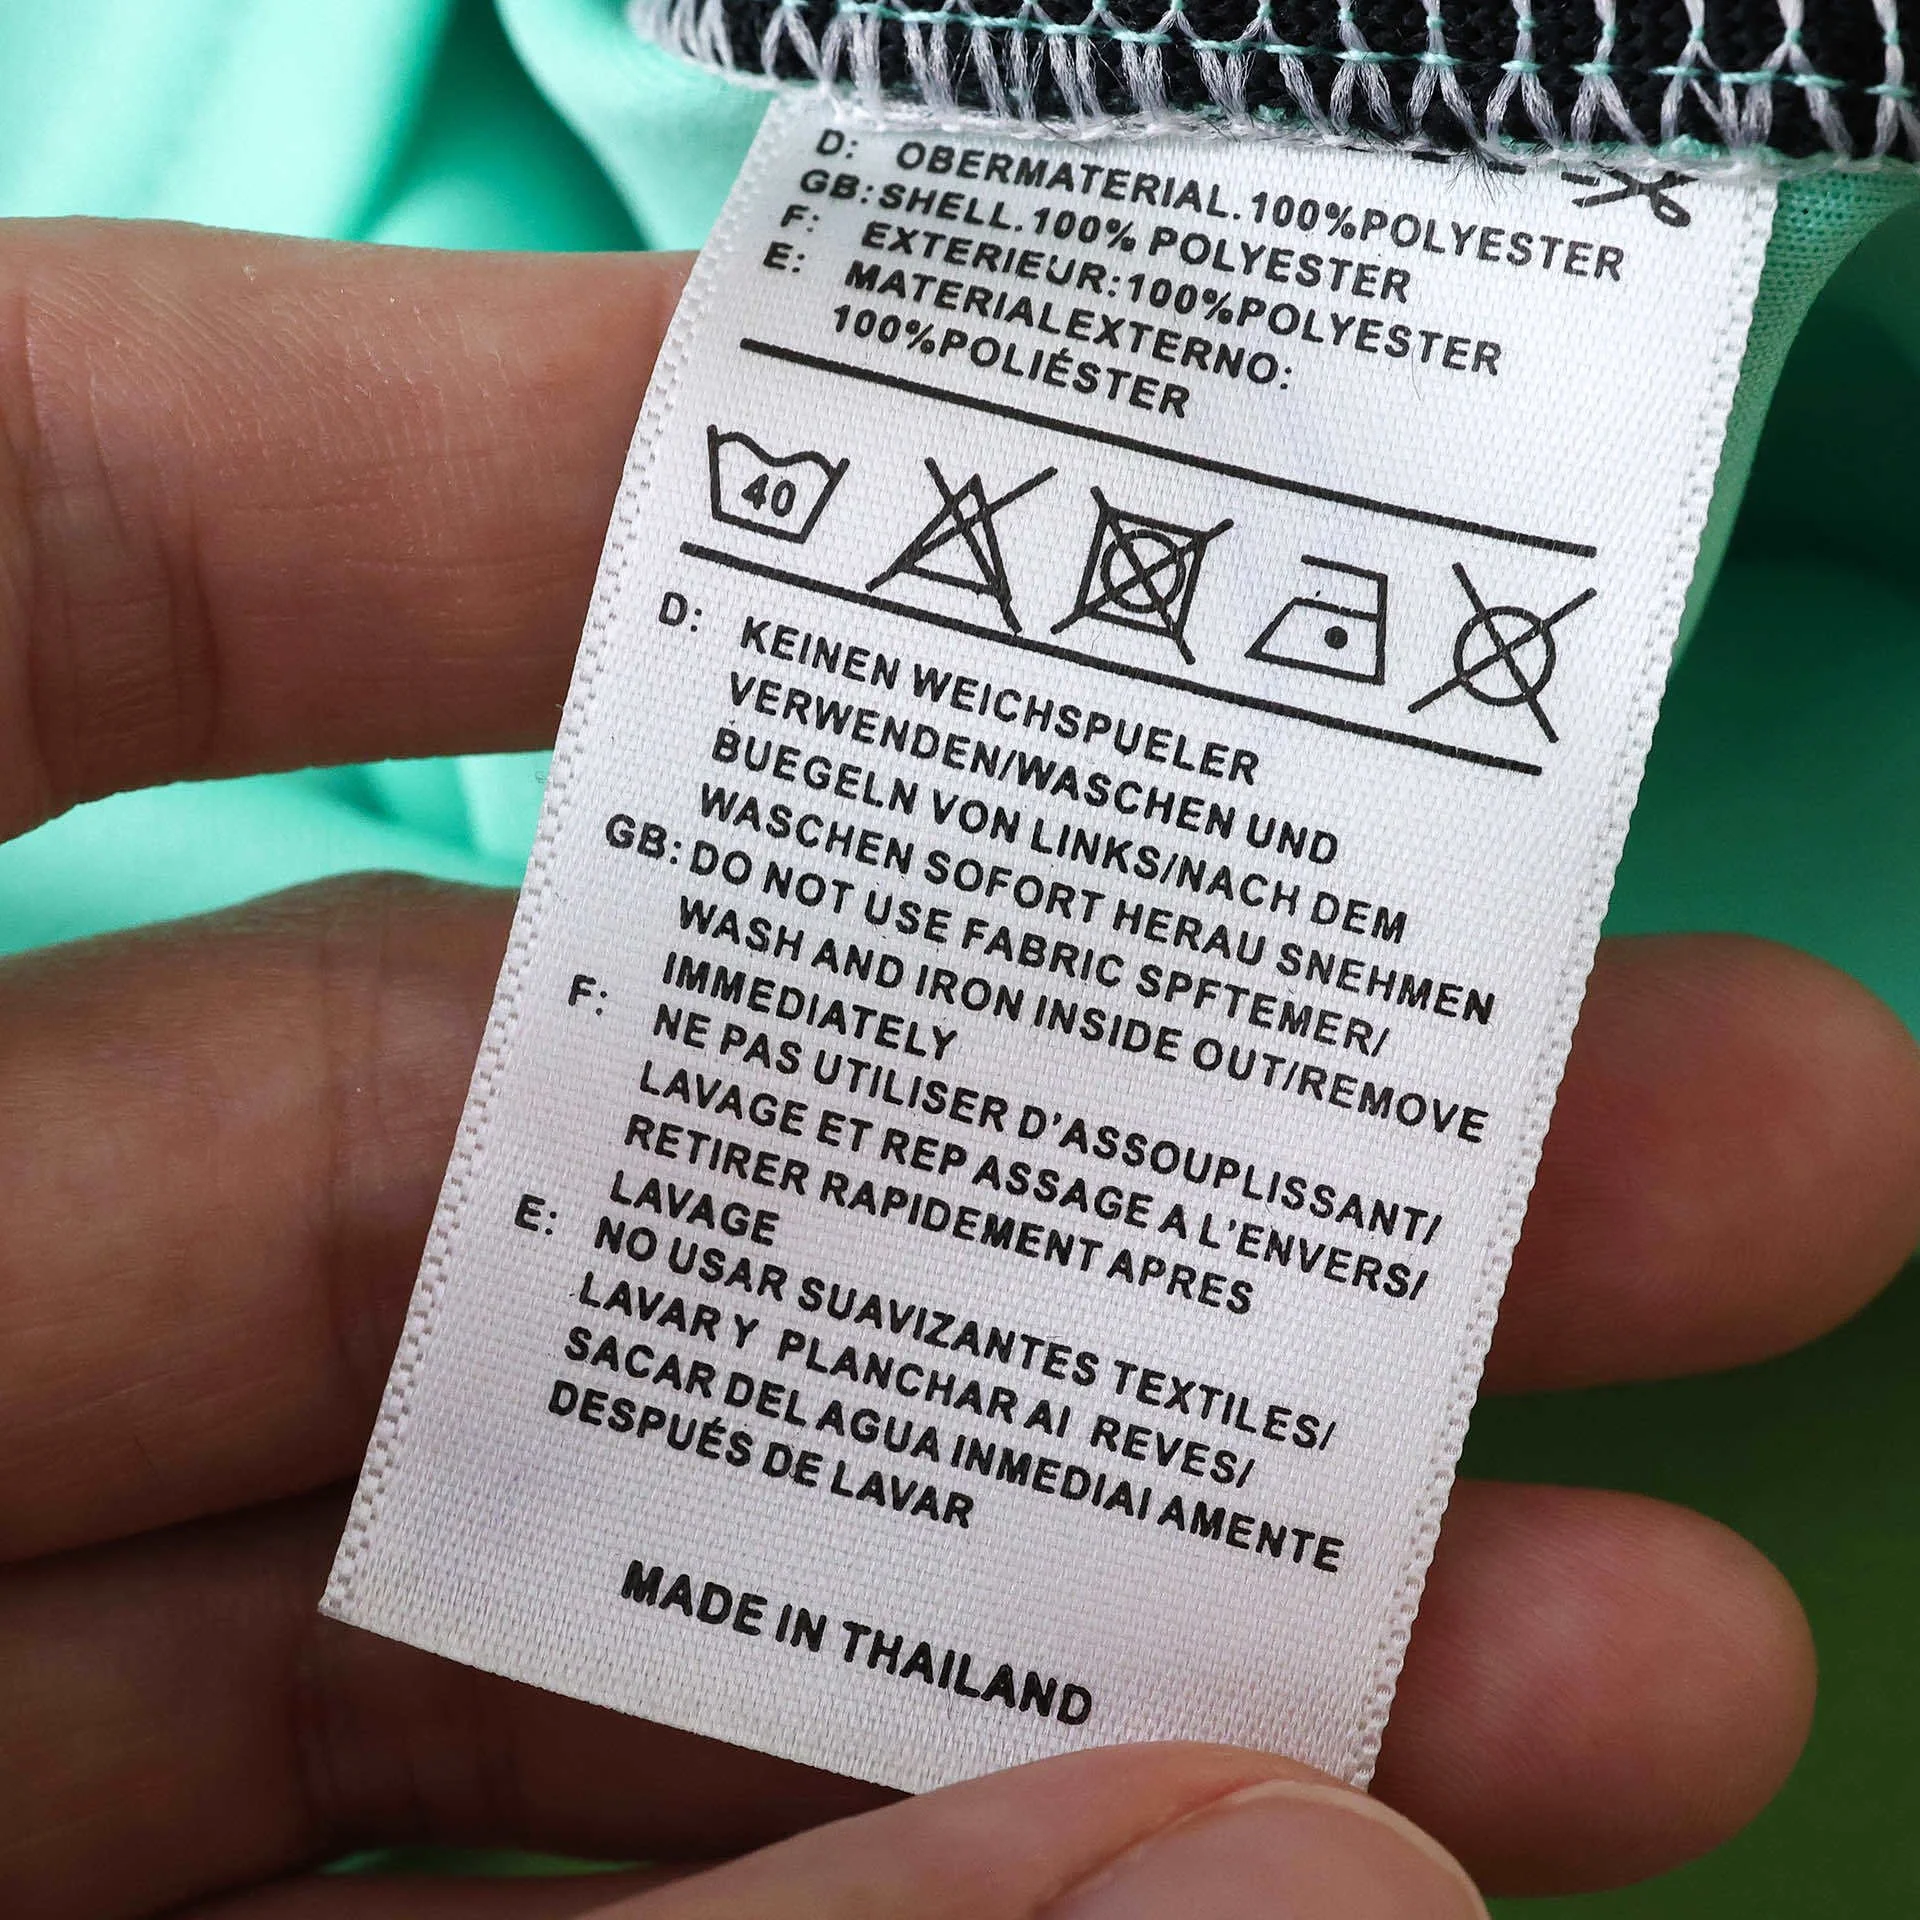 D: OBERMATERIAL.100%POLYESTER
GB: SHELL.100% POLYESTER
F: EXTERIEUR:100%POLYESTER
E: MATERIALEXTERNO:
100%POLIÉSTER
40
D: KEINEN WEICHSPUELER
VERWENDEN/WASCHEN UND
BUEGELN VON LINKS/NACH DEM
WASCHEN SOFORT HERAU SNEHMEN
GB: DO NOT USE FABRIC SPFTEMER/
WASH AND IRON INSIDE OUT/REMOVE
IMMEDIATELY
F: NE PAS UTILISER D'ASSOUPLISSANT/
LAVAGE ET REP ASSAGE A L'ENVERS/
RETIRER RAPIDEMENT APRES
LAVAGE
E: NO USAR SUAVIZANTES TEXTILES/
LAVAR Y PLANCHAR AI REVES/
SACAR DEL AGUA INMEDIAI AMENTE
DESPUÉS DE LAVAR
MADE IN THAILAND